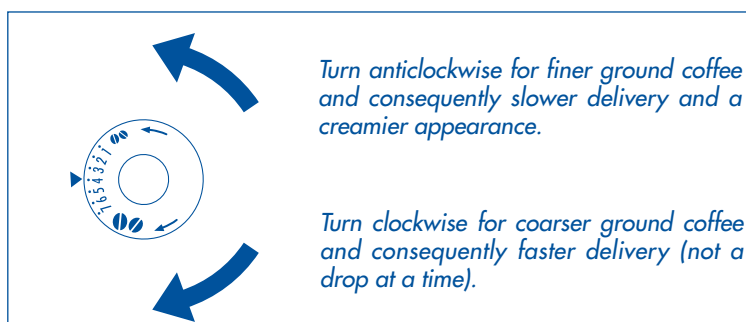 Turn anticlockwise for finer ground coffee
and consequently slower delivery and a
creamier appearance.
7654321
Turn clockwise for coarser ground coffee
and consequently faster delivery (not a
drop at a time).